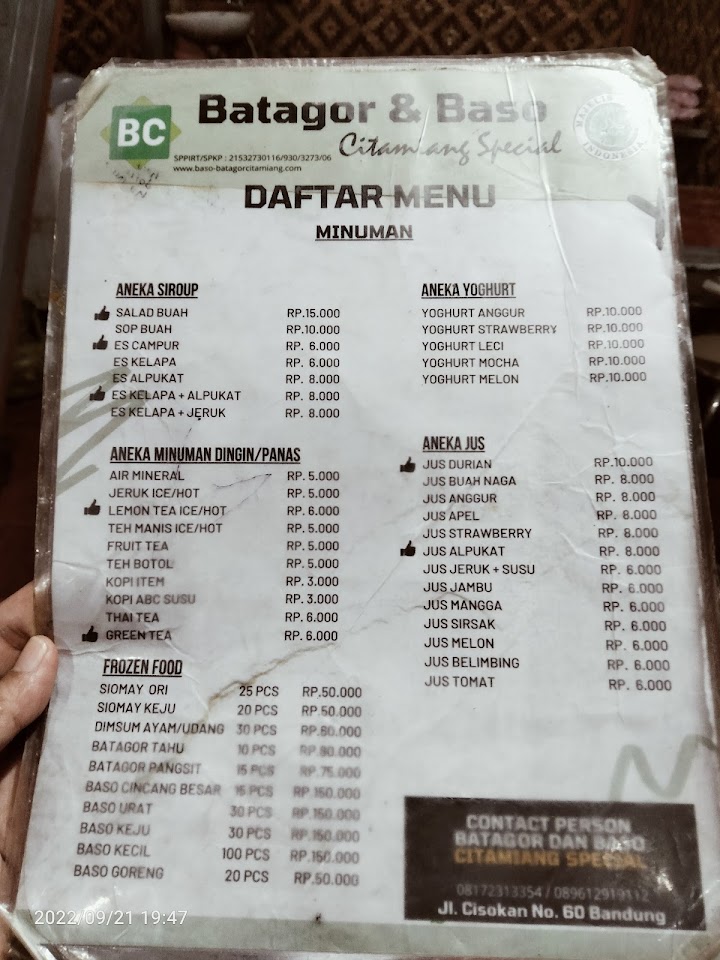 BC
Batagor & Baso
Citamiang Special
SPPIRT/SPKP : 21532730116/930/3273/06
www.baso-batagorcitamiang.com
INDONESIA
DAFTAR MENU
MINUMAN
ANEKA SIROUP
SALAD BUAH RP.15.000
SOP BUAH RP.10.000
ES CAMPUR RP. 6.000
ES KELAPA RP. 6.000
ES ALPUKAT RP. 8.000
ES KELAPA + ALPUKAT RP. 8.000
ES KELAPA + JERUK RP. 8.000
ANEKA MINUMAN DINGIN/PANAS
AIR MINERAL RP. 5.000
JERUK ICE/HOT RP. 5.000
LEMON TEA ICE/HOT RP. 6.000
TEH MANIS ICE/HOT RP. 5.000
FRUIT TEA RP. 5.000
TEH BOTOL RP. 5.000
KOPI ITEM RP. 3.000
KOPI ABC SUSU RP. 3.000
THAI TEA RP. 6.000
GREEN TEA RP. 6.000
FROZEN FOOD
SIOMAY ORI 25 PCS RP.50.000
SIOMAY KEJU 20 PCS RP.50.000
DIMSUM AYAM/UDANG 30 PCS RP.60.000
BATAGOR TAHU 10 PCS RP.80.000
BATAGOR PANGSIT 15 PCS RP.75.000
BASO CINCANG BESAR 15 PCS RP.150.000
BASO URAT 30 PCS RP.150.000
BASO KEJU 30 PCS RP.150.000
BASO KECIL 100 PCS RP.150.000
BASO GORENG 20 PCS RP.50.000
ANEKA YOGHURT
YOGHURT ANGGUR RP.10.000
YOGHURT STRAWBERRY RP.10.000
YOGHURT LECI RP.10.000
YOGHURT MOCHA RP.10.000
YOGHURT MELON RP.10.000
ANEKA JUS
JUS DURIAN RP.10.000
JUS BUAH NAGA RP. 8.000
JUS ANGGUR RP. 8.000
JUS APEL RP. 8.000
JUS STRAWBERRY RP. 8.000
JUS ALPUKAT RP. 8.000
JUS JERUK + SUSU RP. 6.000
JUS JAMBU RP. 6.000
JUS MANGGA RP. 6.000
JUS SIRSAK RP. 6.000
JUS MELON RP. 6.000
JUS BELIMBING RP. 6.000
JUS TOMAT RP. 6.000
CONTACT PERSON
BATAGOR DAN BASO
CITAMIANG SPECIAL
08172313354 / 089612919112
Jl. Cisokan No. 60 Bandung
2022/09/21 19:47